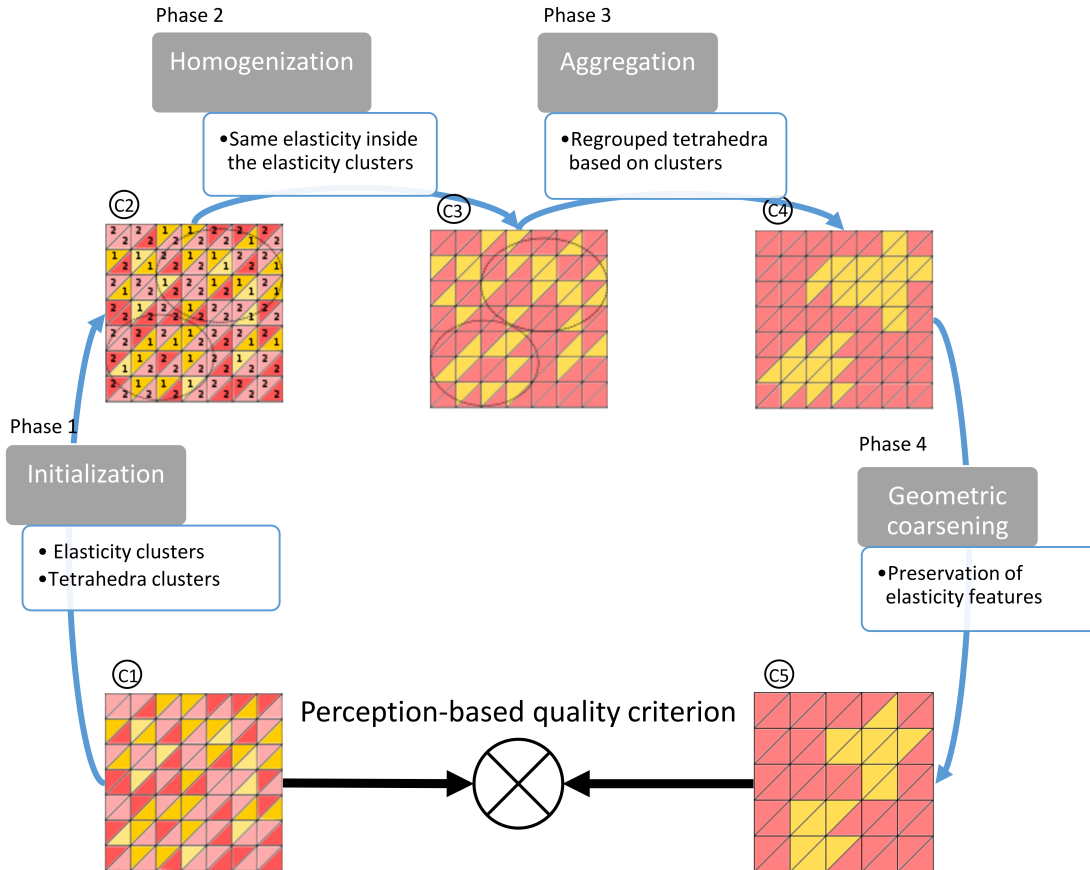 Phase 2
Homogenization
•Same elasticity inside
the elasticity clusters
Phase 3
Aggregation
•Regrouped tetrahedra
based on clusters
C2
C3
C4
Phase 1
Initialization
• Elasticity clusters
•Tetrahedra clusters
Phase 4
Geometric
coarsening
•Preservation of
elasticity features
C1
Perception-based quality criterion
C5